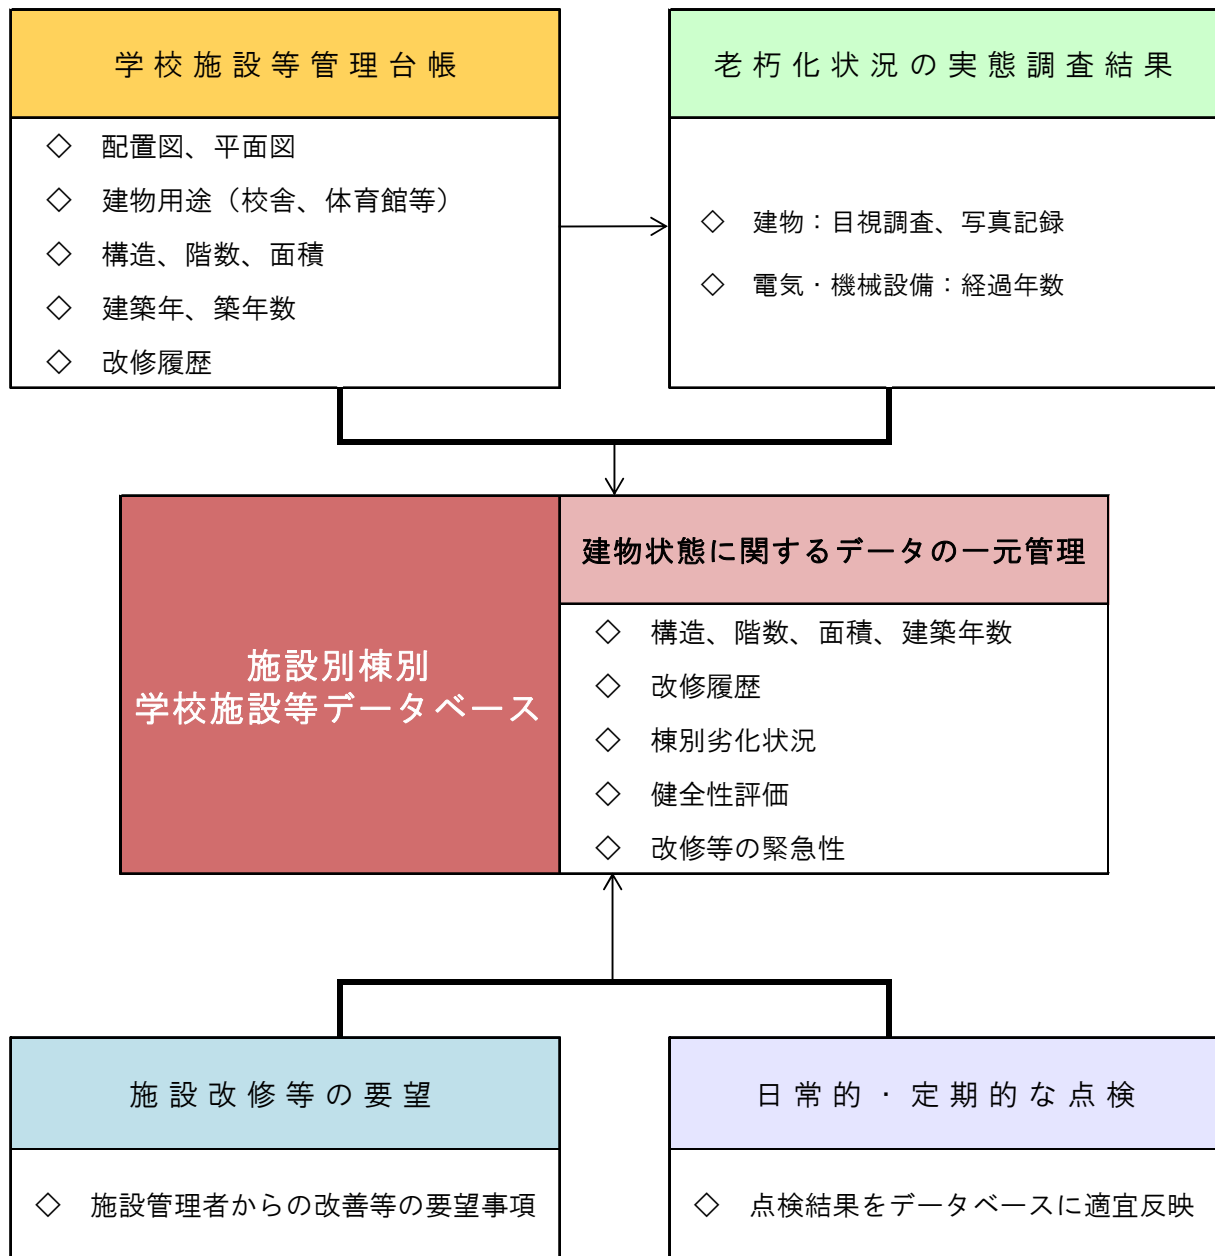 学校施設等管理台帳
◇ 配置図、平面図
◇ 建物用途（校舎、体育館等）
◇ 構造、階数、面積
◇ 建築年、築年数
◇ 改修履歴
老朽化状況の実態調査結果
◇ 建物：目視調査、写真記録
◇ 電気・機械設備：経過年数
施設別棟別
学校施設等データベース
建物状態に関するデータの一元管理
◇ 構造、階数、面積、建築年数
◇ 改修履歴
◇ 棟別劣化状況
◇ 健全性評価
◇ 改修等の緊急性
施設改修等の要望
◇ 施設管理者からの改善等の要望事項
日常的・定期的な点検
◇ 点検結果をデータベースに適宜反映